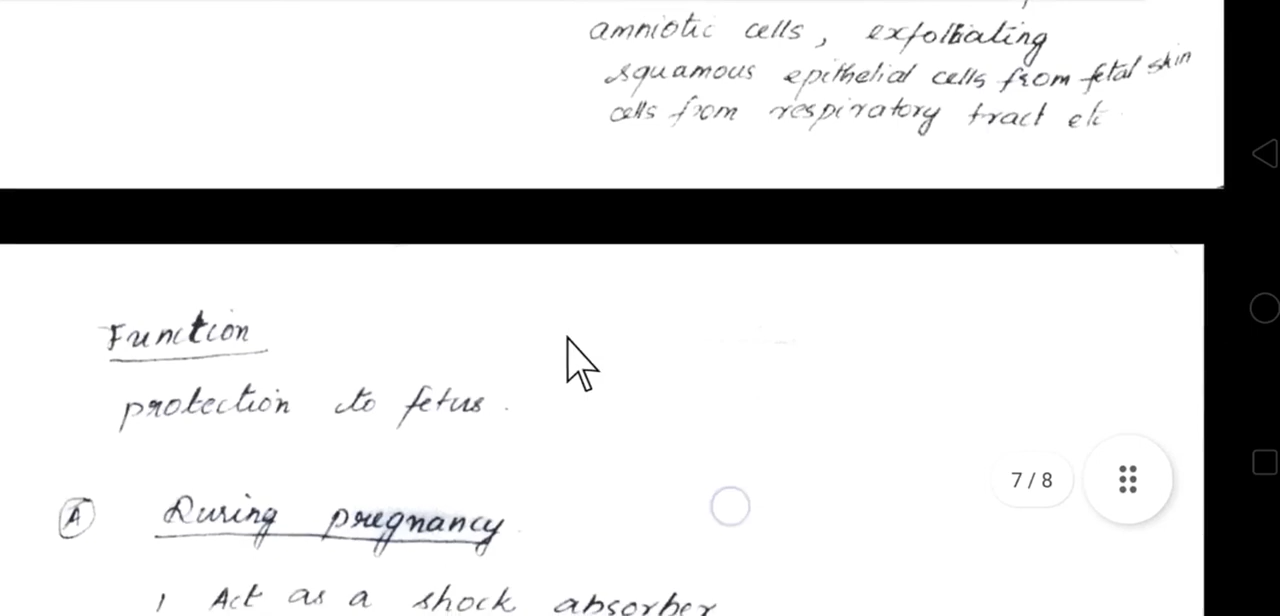 amniotic cells, exfoliating
squamous epithelial cells from fetal skin
cells from respiratory tract etc
Function
protection to fetus.
7 / 8
A During pregnancy
1 Act as a shock absorber